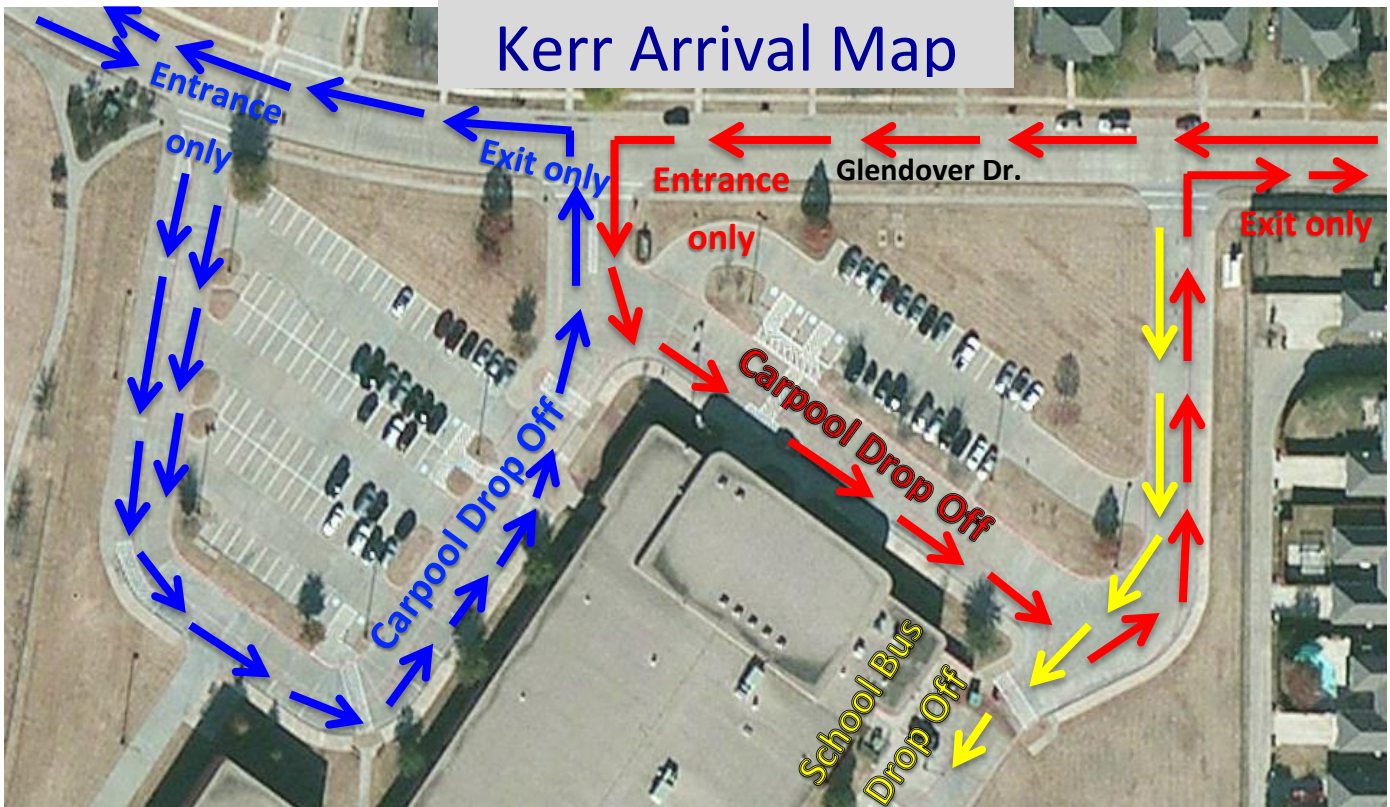 Kerr Arrival Map
Entrance
only
Exit only
Entrance
only
Glendover Dr.
Exit only
Carpool Drop Off
Carpool Drop Off
School Bus
Drop Off